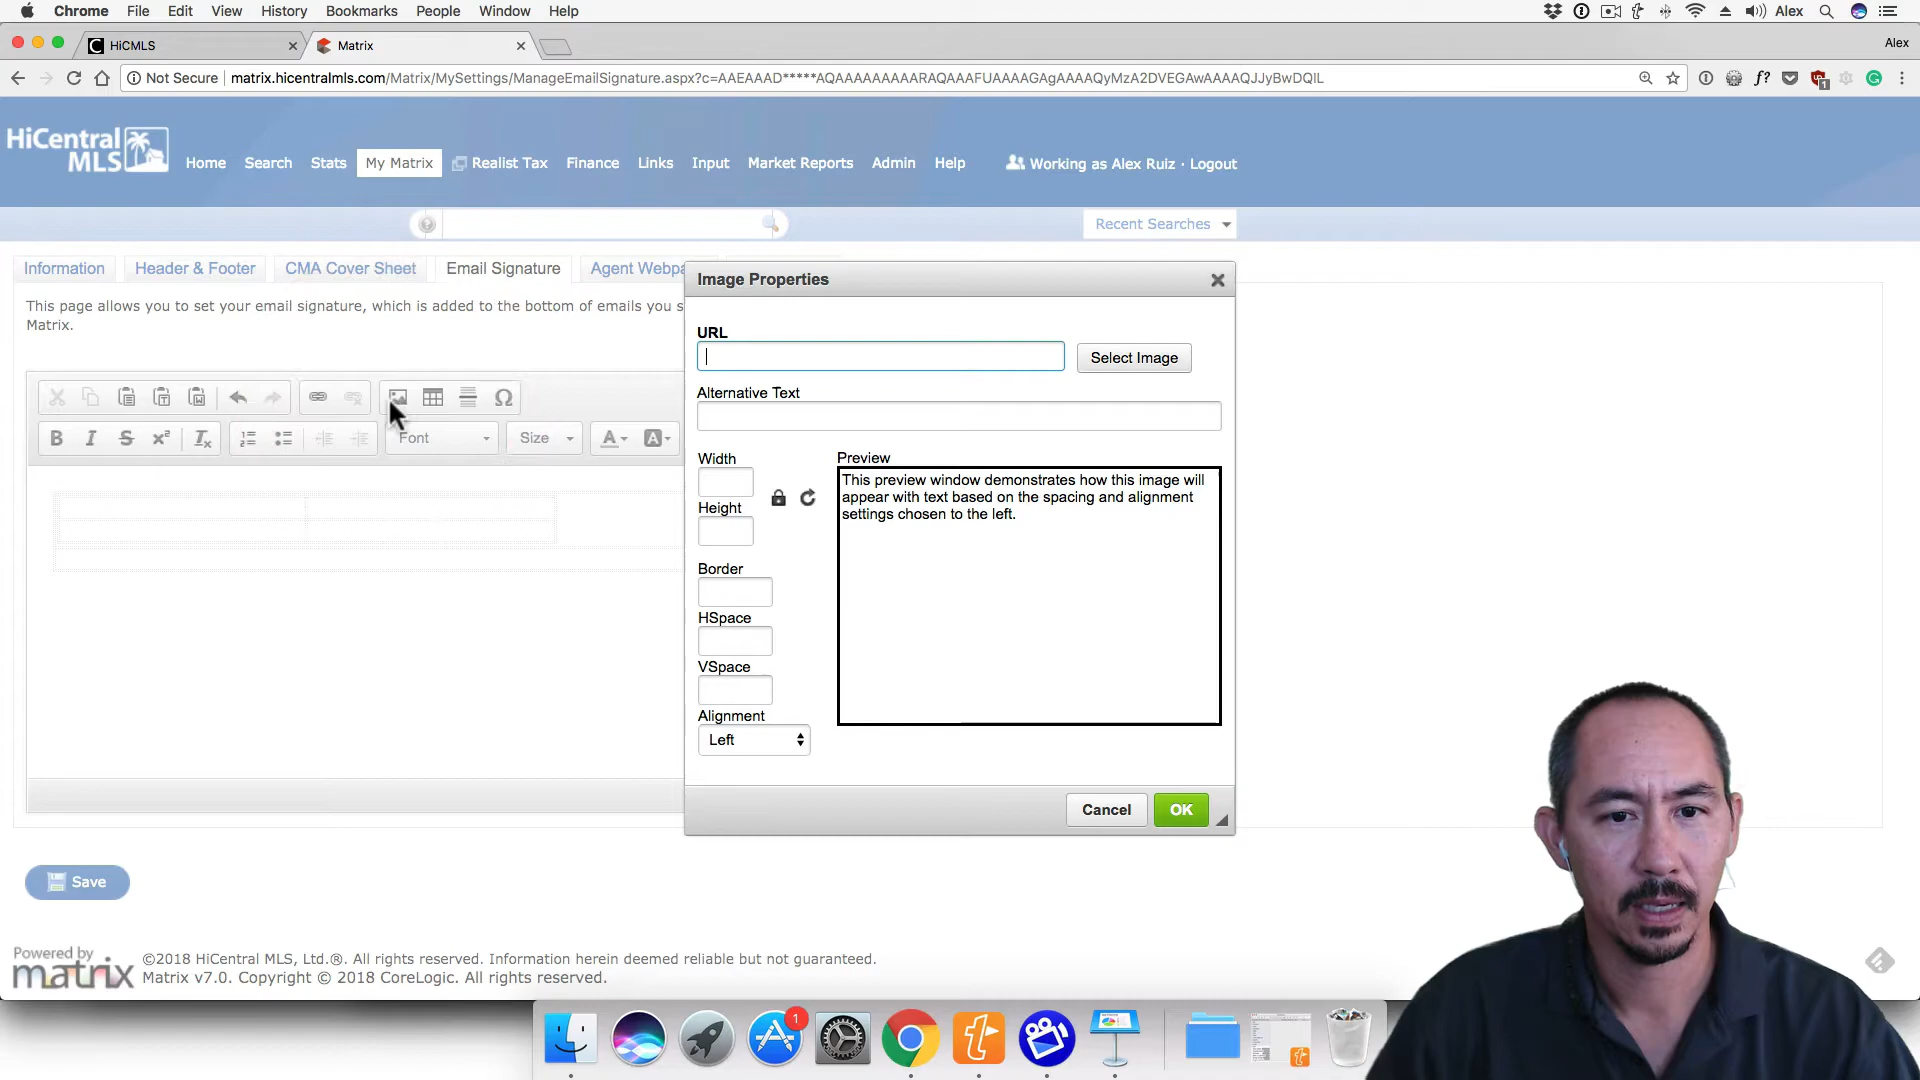 Chrome File Edit View History Bookmarks People Window Help Alex
HiCMLS Matrix Alex
Not Secure matrix.hicentralmls.com/Matrix/MySettings/ManageEmailSignature.aspx?c=AAEAAAD*****AQAAAAAAAAARAQAAAFUAAAAGAgAAAAQyMzA2DVEGAwAAAAQJJyBwDQIL
HiCentral
MLS
Home Search Stats My Matrix Realist Tax Finance Links Input Market Reports Admin Help Working as Alex Ruiz · Logout
Recent Searches
Information Header & Footer CMA Cover Sheet Email Signature Agent Webpa
This page allows you to set your email signature, which is added to the bottom of emails you s
Matrix.
Font Size
Image Properties
URL
Select Image
Alternative Text
Width
Height
Border
HSpace
VSpace
Alignment
Left
Preview
This preview window demonstrates how this image will
appear with text based on the spacing and alignment
settings chosen to the left.
Cancel OK
Save
Powered by
matrix
©2018 HiCentral MLS, Ltd.®. All rights reserved. Information herein deemed reliable but not guaranteed.
Matrix v7.0. Copyright © 2018 CoreLogic. All rights reserved.
1